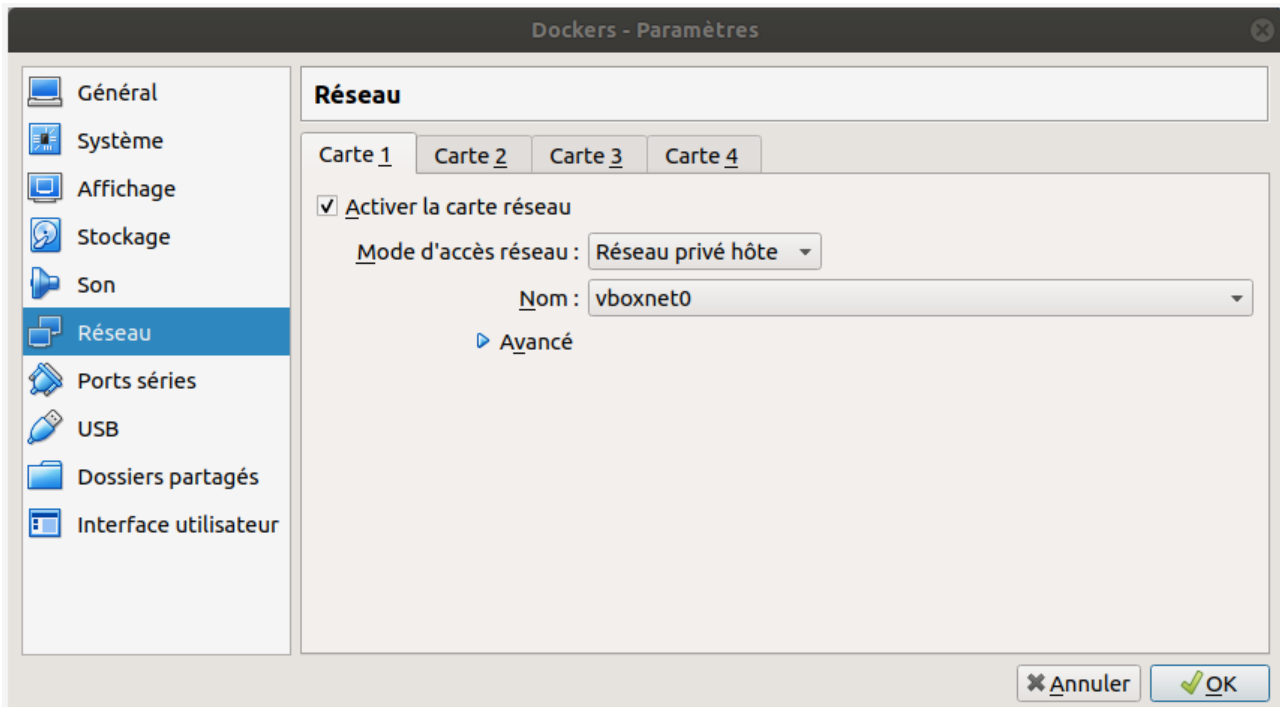 Dockers - Paramètres
Général
Système
Affichage
Stockage
Son
Réseau
Ports séries
USB
Dossiers partagés
Interface utilisateur
Réseau
Carte 1 Carte 2 Carte 3 Carte 4
Activer la carte réseau
Mode d'accès réseau : Réseau privé hôte
Nom : vboxnet0
Avancé
Annuler OK